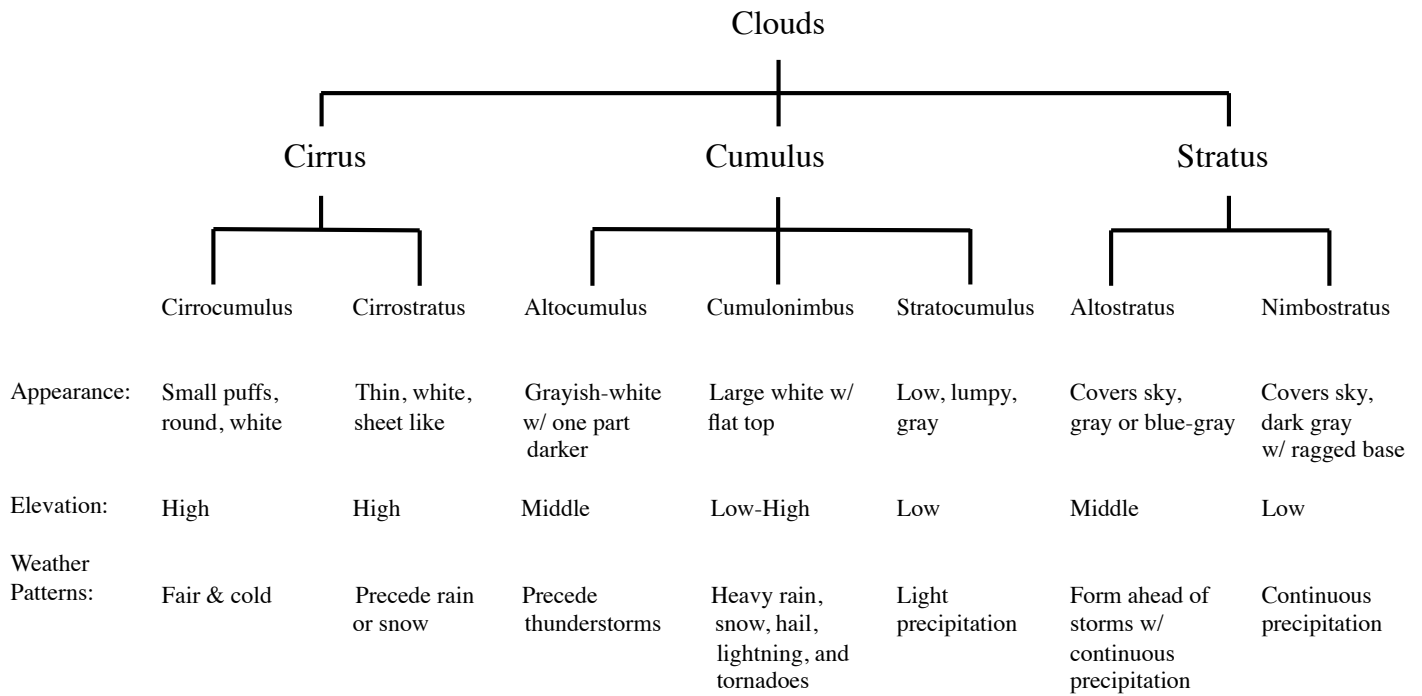 Clouds
Cirrus Cumulus Stratus
Cirrocumulus Cirrostratus Altocumulus Cumulonimbus Stratocumulus Altostratus Nimbostratus
Appearance: Small puffs, Thin, white, Grayish-white Large white w/ Low, lumpy, Covers sky, Covers sky,
round, white sheet like w/ one part flat top gray gray or blue-gray dark gray
darker w/ ragged base
Elevation: High High Middle Low-High Low Middle Low
Weather
Patterns: Fair & cold Precede rain Precede Heavy rain, Light Form ahead of Continuous
or snow thunderstorms snow, hail, precipitation storms w/ precipitation
lightning, and continuous
tornadoes precipitation